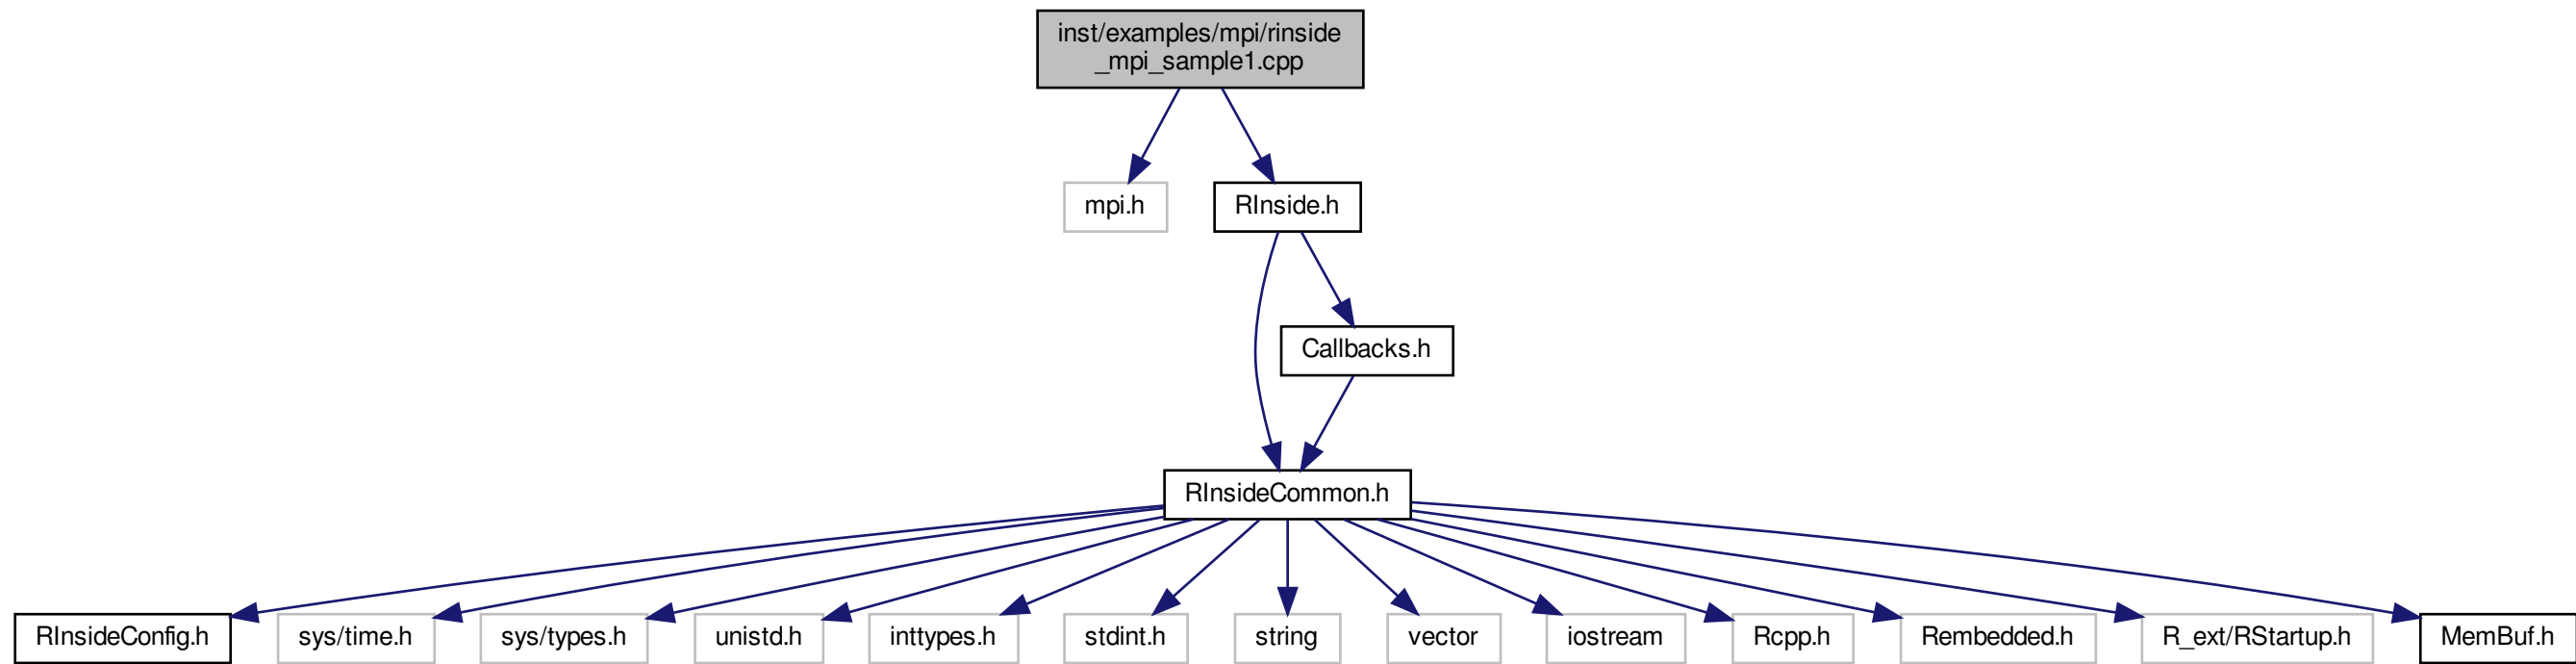 inst/examples/mpi/rinside
_mpi_sample1.cpp
mpi.h
RInside.h
Callbacks.h
RInsideCommon.h
RInsideConfig.h
sys/time.h
sys/types.h
unistd.h
inttypes.h
stdint.h
string
vector
iostream
Rcpp.h
Rembedded.h
R_ext/RStartup.h
MemBuf.h